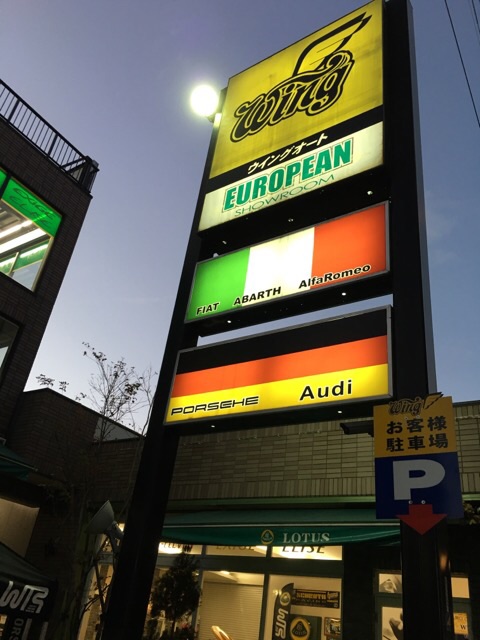 Wing
ウイングオート
EUROPEAN
SHOWROOM
FIAT ABARTH AlfaRomeo
PORSCHE Audi
Wing
お客様
駐車場
P
LOTUS
ELISE